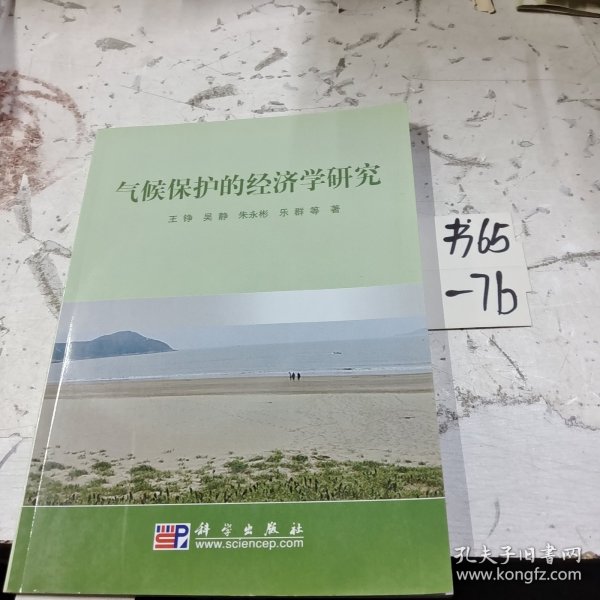 气候保护的经济学研究
王铮 吴静 朱永彬 乐群 等 著
书65
-7b
SP 科学出版社
www.sciencep.com
孔夫子旧书网
www.kongfz.com